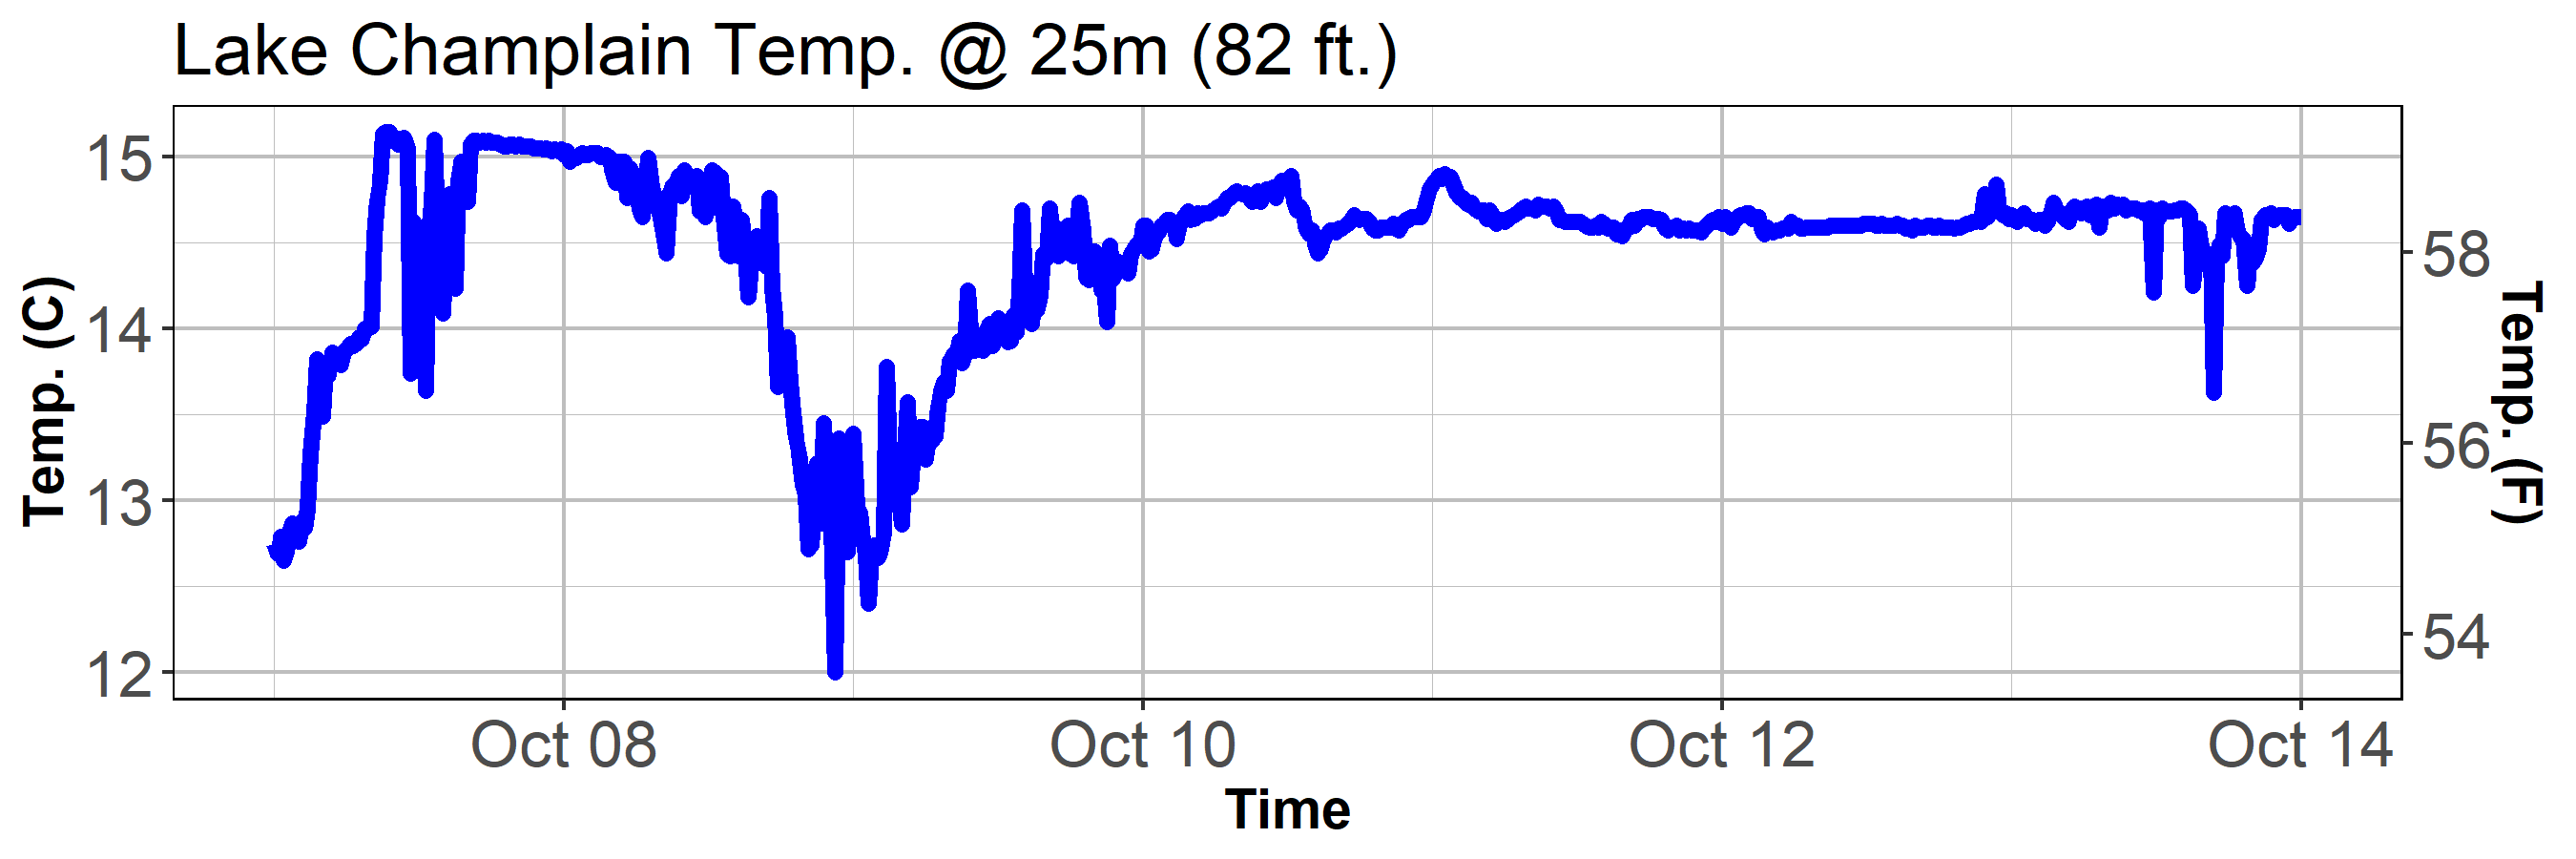 Lake Champlain Temp. @ 25m (82 ft.)
Temp. (C)
15
14
13
12
58
56
54
Temp. (F)
Oct 08
Oct 10
Oct 12
Oct 14
Time